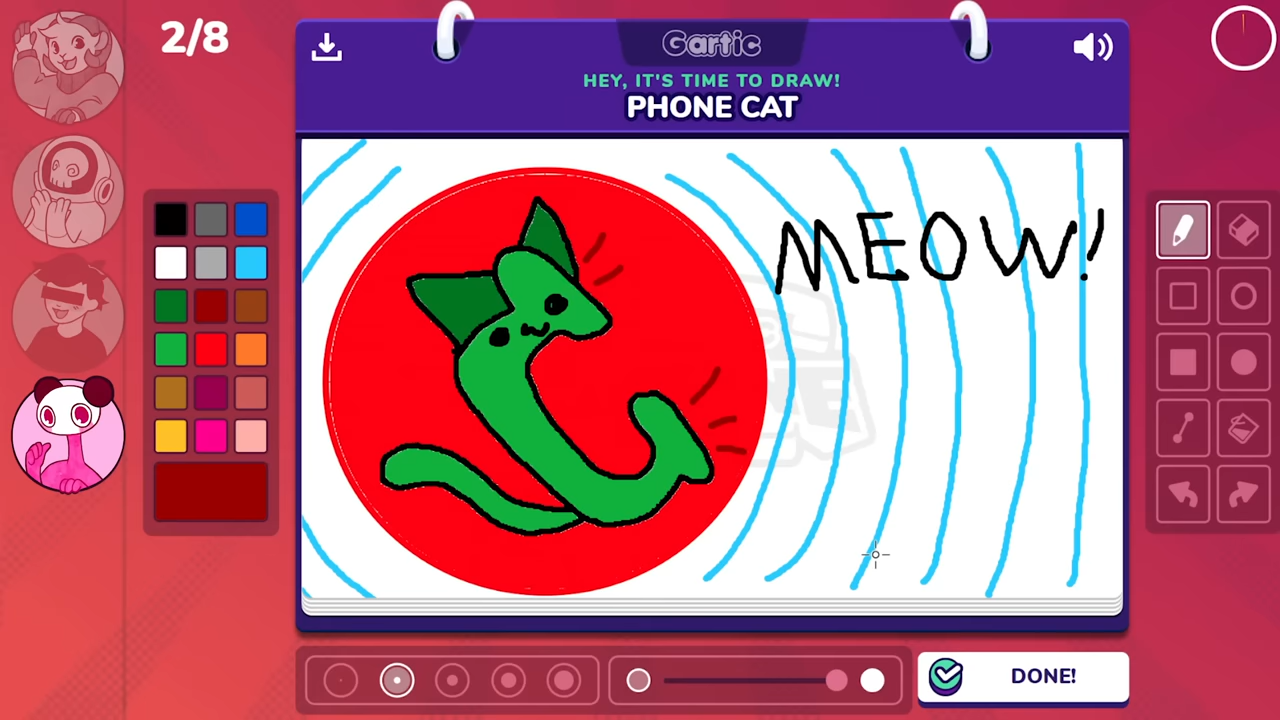 2/8
Gartic
HEY, IT'S TIME TO DRAW!
PHONE CAT
MEOW!
DONE!